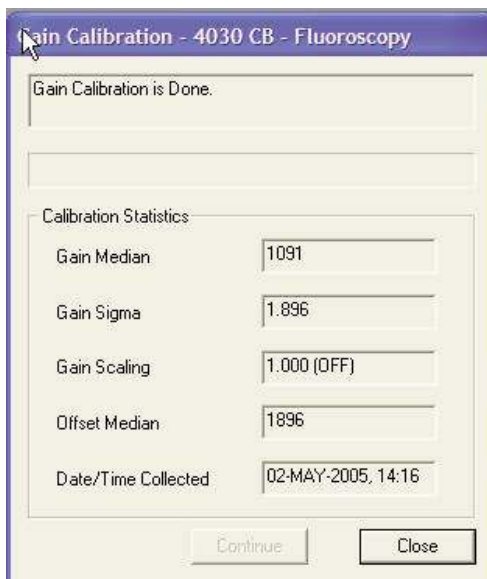 Gain Calibration - 4030 CB - Fluoroscopy
Gain Calibration is Done.
Calibration Statistics
Gain Median 1091
Gain Sigma 1.896
Gain Scaling 1.000 (OFF)
Offset Median 1896
Date/Time Collected 02-MAY-2005, 14:16
Continue Close